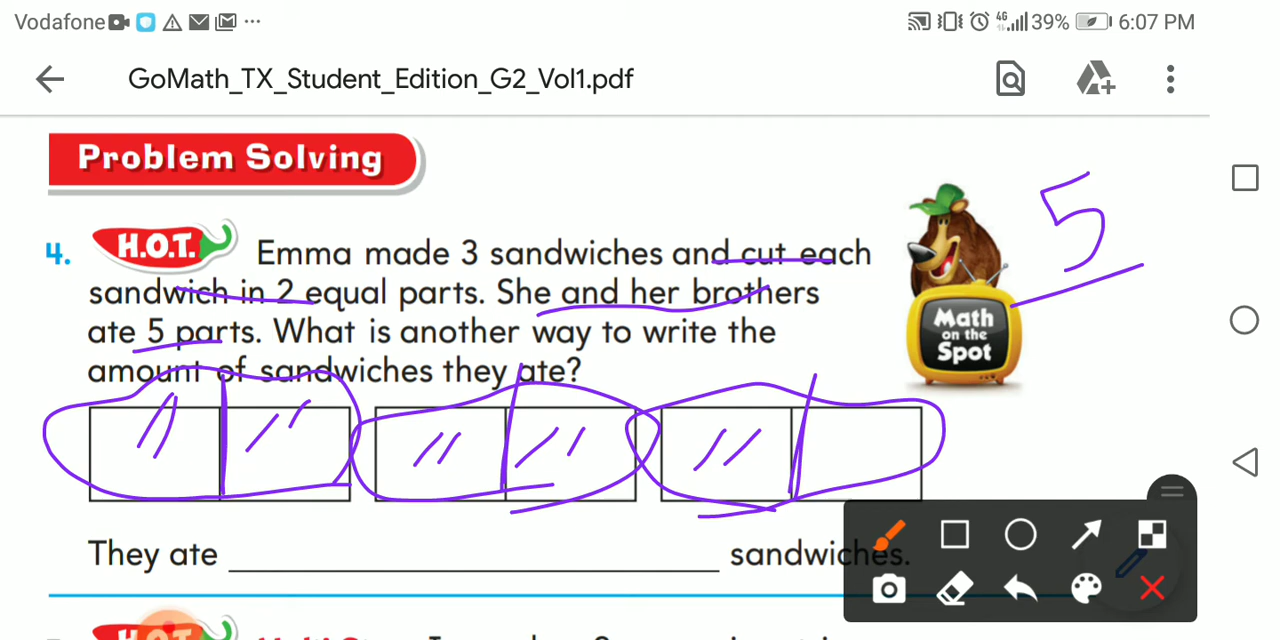 Vodafone 4G 39% 6:07 PM
GoMath_TX_Student_Edition_G2_Vol1.pdf
Problem Solving
5
4. H.O.T. Emma made 3 sandwiches and cut each
sandwich in 2 equal parts. She and her brothers
ate 5 parts. What is another way to write the
amount of sandwiches they ate?
Math
on the
Spot
They ate ______________ sandwiches.